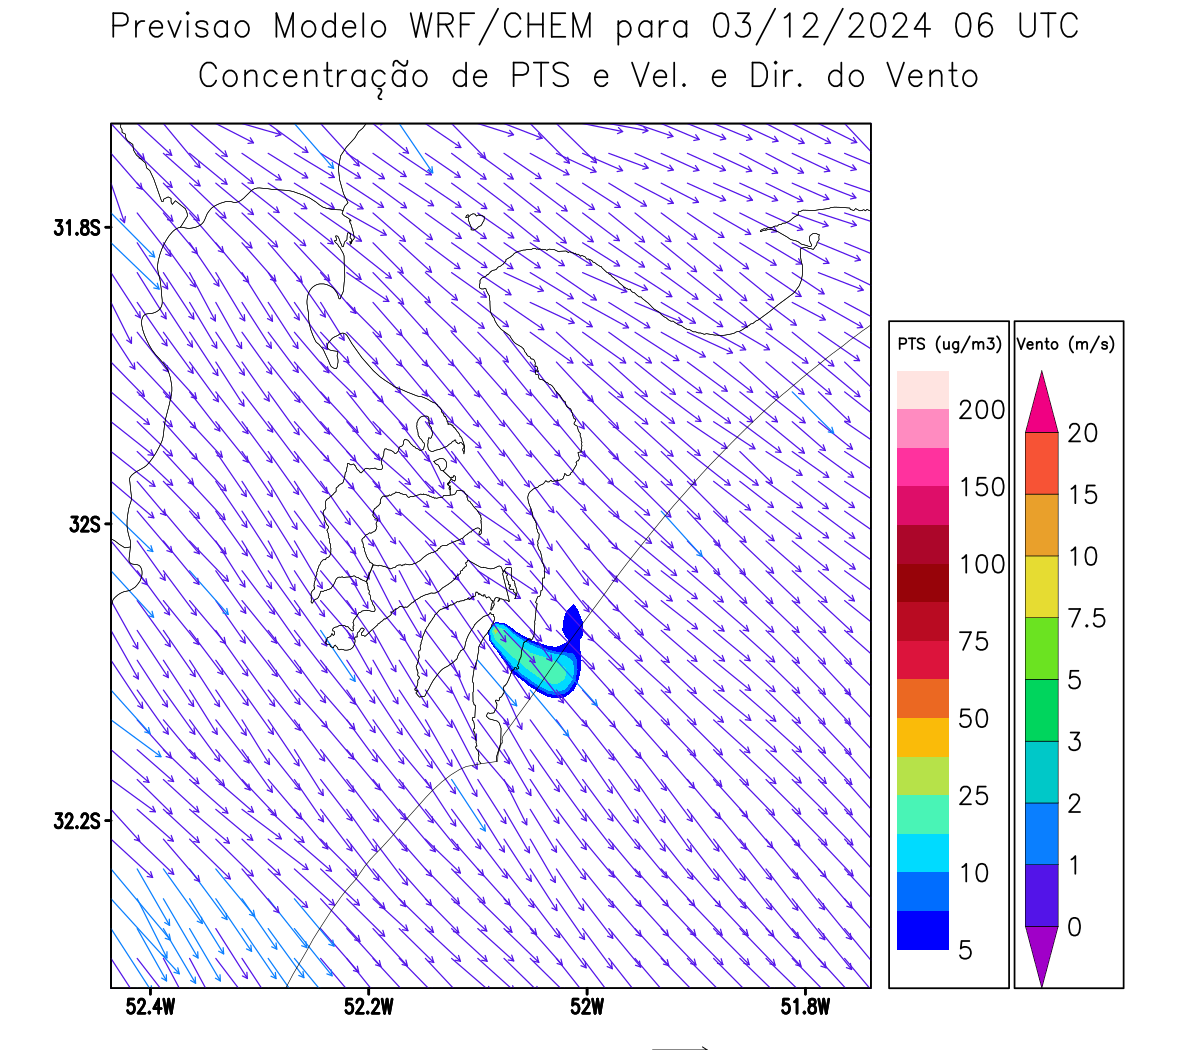 Previsao Modelo WRF/CHEM para 03/12/2024 06 UTC
Concentração de PTS e Vel. e Dir. do Vento
31.8S
32S
32.2S
52.4W 52.2W 52W 51.8W
PTS (ug/m3)
200
150
100
75
50
25
10
5
Vento (m/s)
20
15
10
7.5
5
3
2
1
0